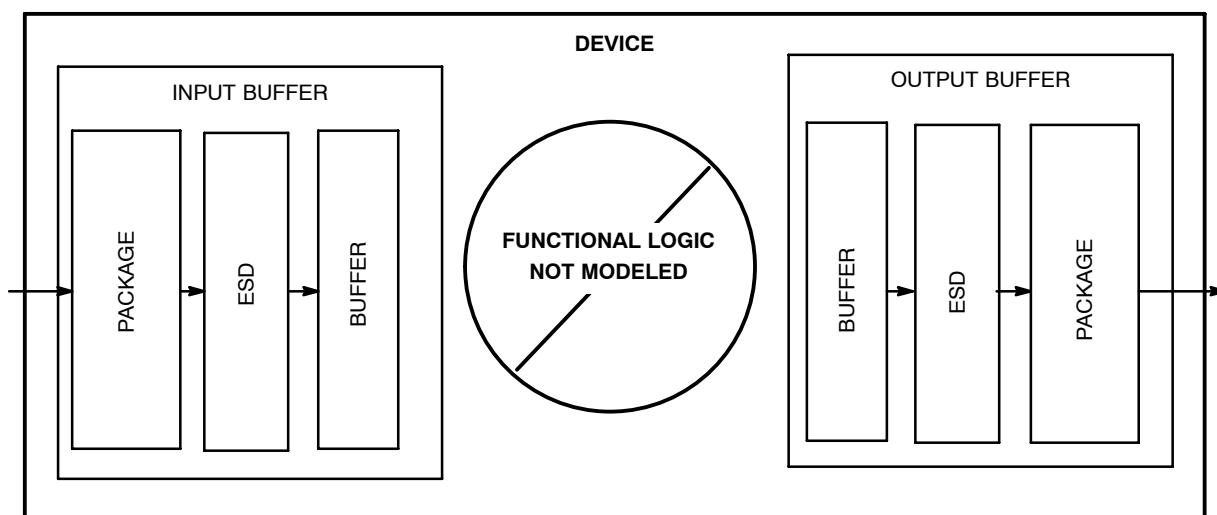 DEVICE
INPUT BUFFER
OUTPUT BUFFER
PACKAGE
ESD
BUFFER
FUNCTIONAL LOGIC
NOT MODELED
BUFFER
ESD
PACKAGE